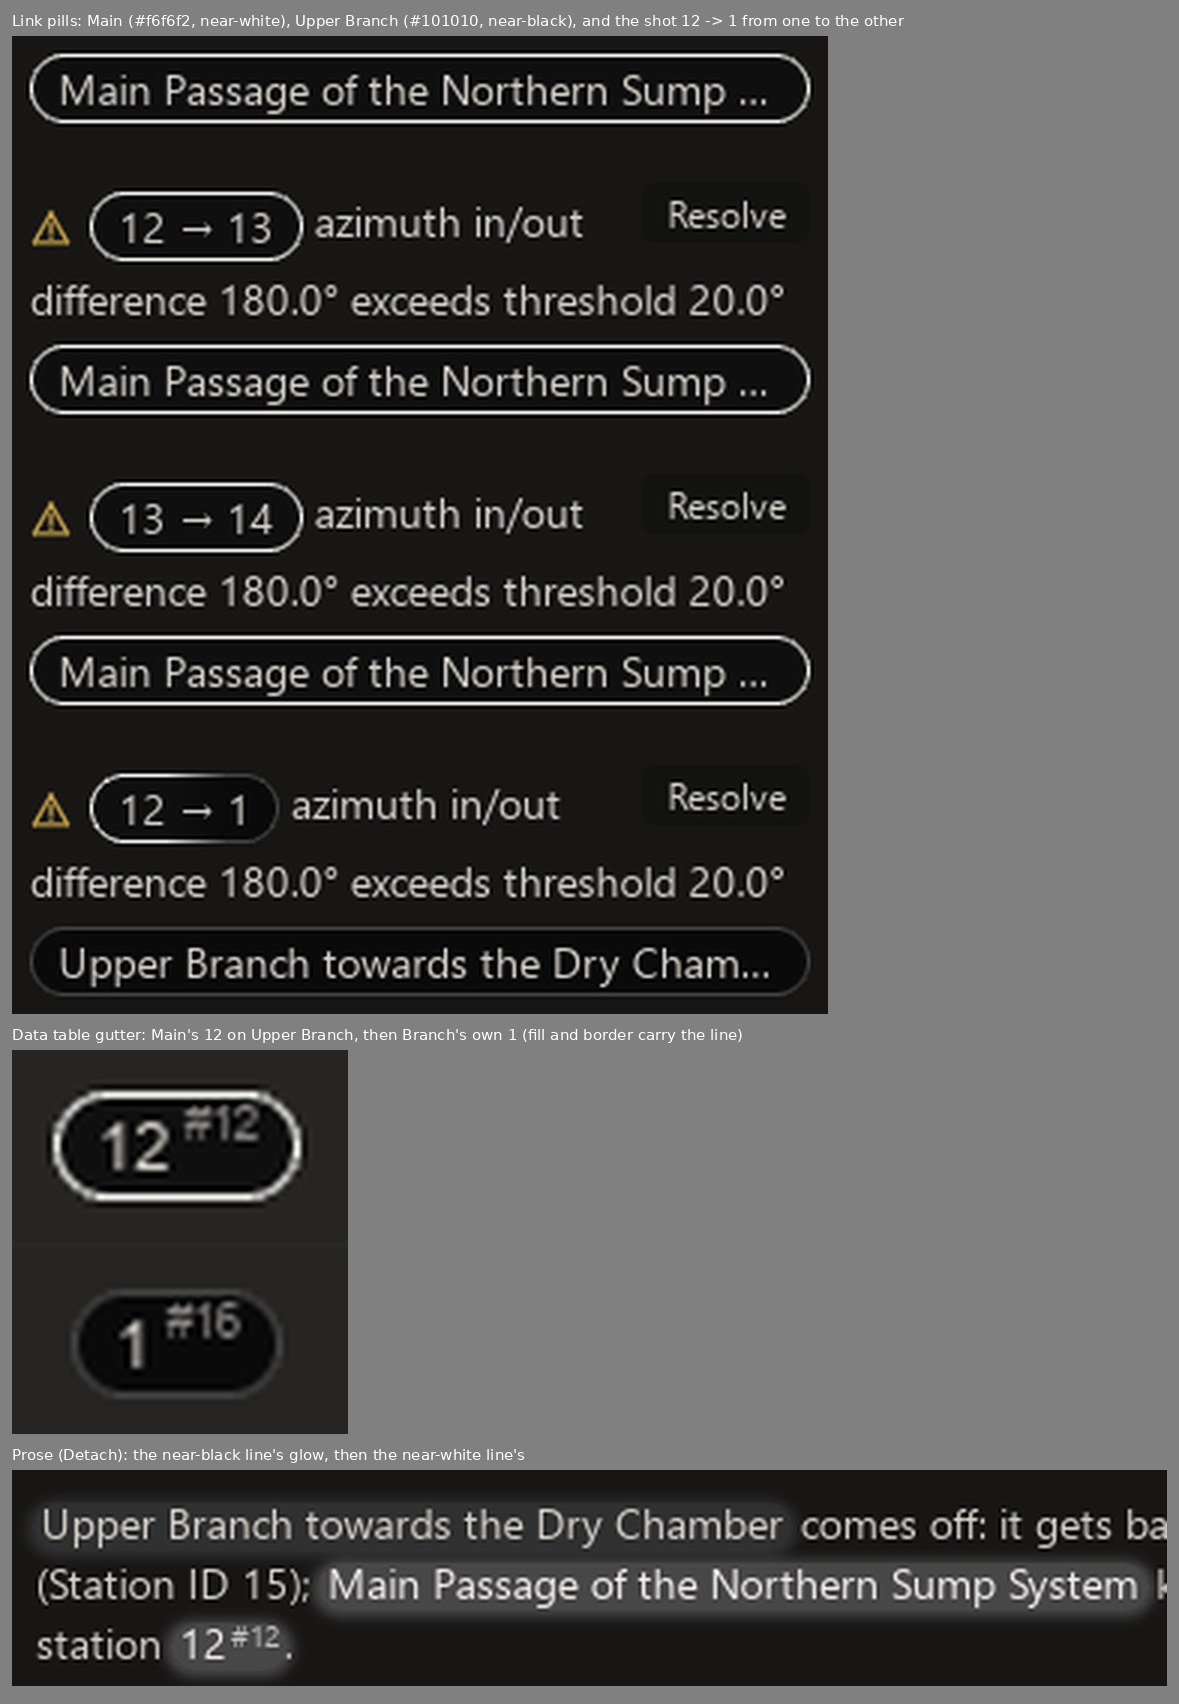 Link pills: Main (#f6f6f2, near-white), Upper Branch (#101010, near-black), and the shot 12 -> 1 from one to the other
Main Passage of the Northern Sump ...
⚠ 12 → 13 azimuth in/out Resolve
difference 180.0° exceeds threshold 20.0°
Main Passage of the Northern Sump ...
⚠ 13 → 14 azimuth in/out Resolve
difference 180.0° exceeds threshold 20.0°
Main Passage of the Northern Sump ...
⚠ 12 → 1 azimuth in/out Resolve
difference 180.0° exceeds threshold 20.0°
Upper Branch towards the Dry Cham...
Data table gutter: Main's 12 on Upper Branch, then Branch's own 1 (fill and border carry the line)
12 #12
1 #16
Prose (Detach): the near-black line's glow, then the near-white line's
Upper Branch towards the Dry Chamber comes off: it gets ba
(Station ID 15); Main Passage of the Northern Sump System
station 12 #12.